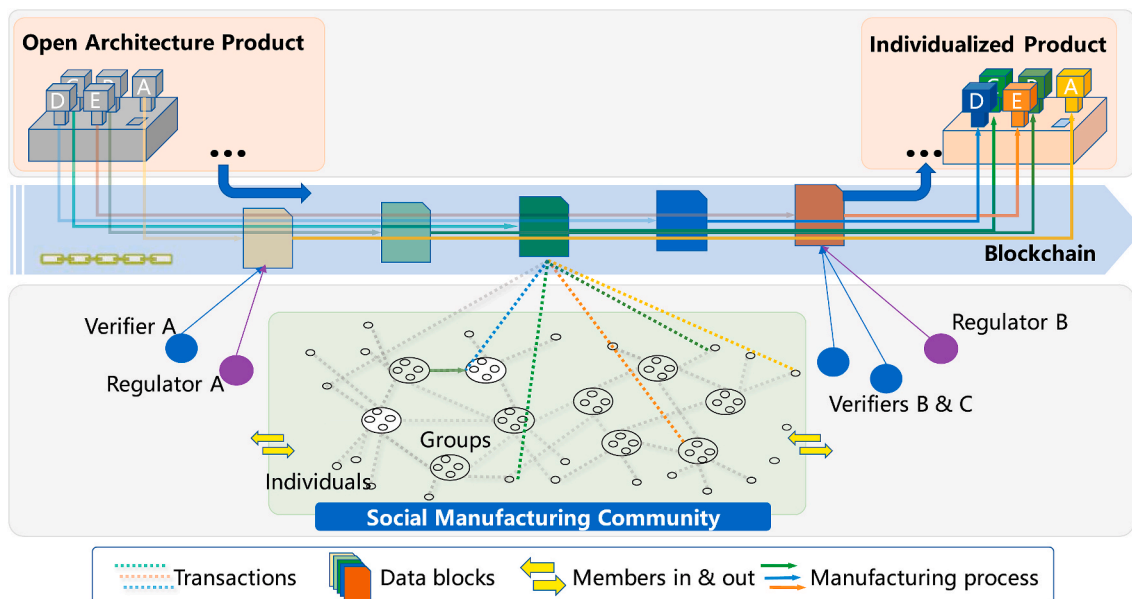 Open Architecture Product
Individualized Product
C B A
D E
C B A
D E
...
...
Blockchain
Verifier A
Regulator A
Regulator B
Verifiers B & C
Groups
Individuals
Social Manufacturing Community
Transactions
Data blocks
Members in & out
Manufacturing process